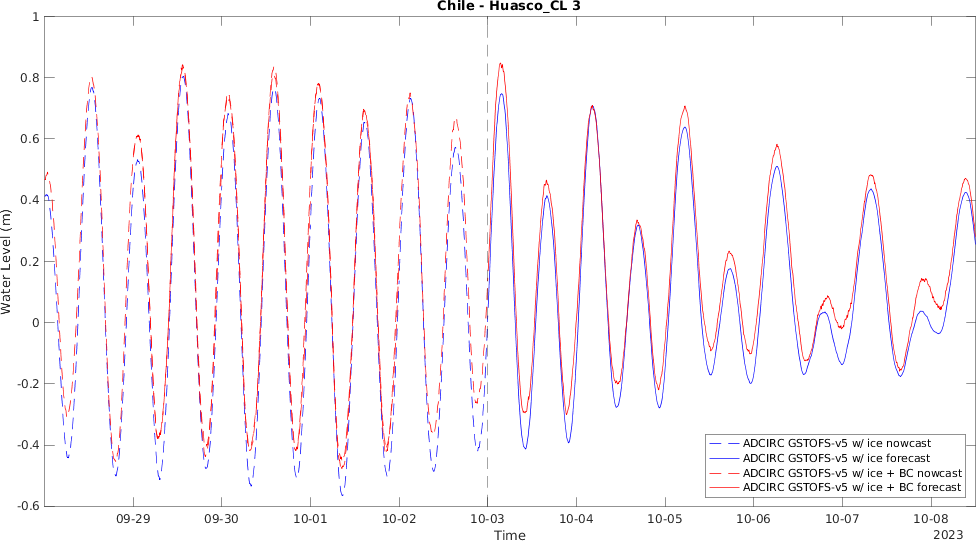 Chile - Huasco_CL 3
1
0.8
0.6
0.4
0.2
0
-0.2
-0.4
-0.6
Water Level (m)
09-29 09-30 10-01 10-02 10-03 10-04 10-05 10-06 10-07 10-08
Time
2023
ADCIRC GSTOFS-v5 w/ ice nowcast
ADCIRC GSTOFS-v5 w/ ice forecast
ADCIRC GSTOFS-v5 w/ ice + BC nowcast
ADCIRC GSTOFS-v5 w/ ice + BC forecast